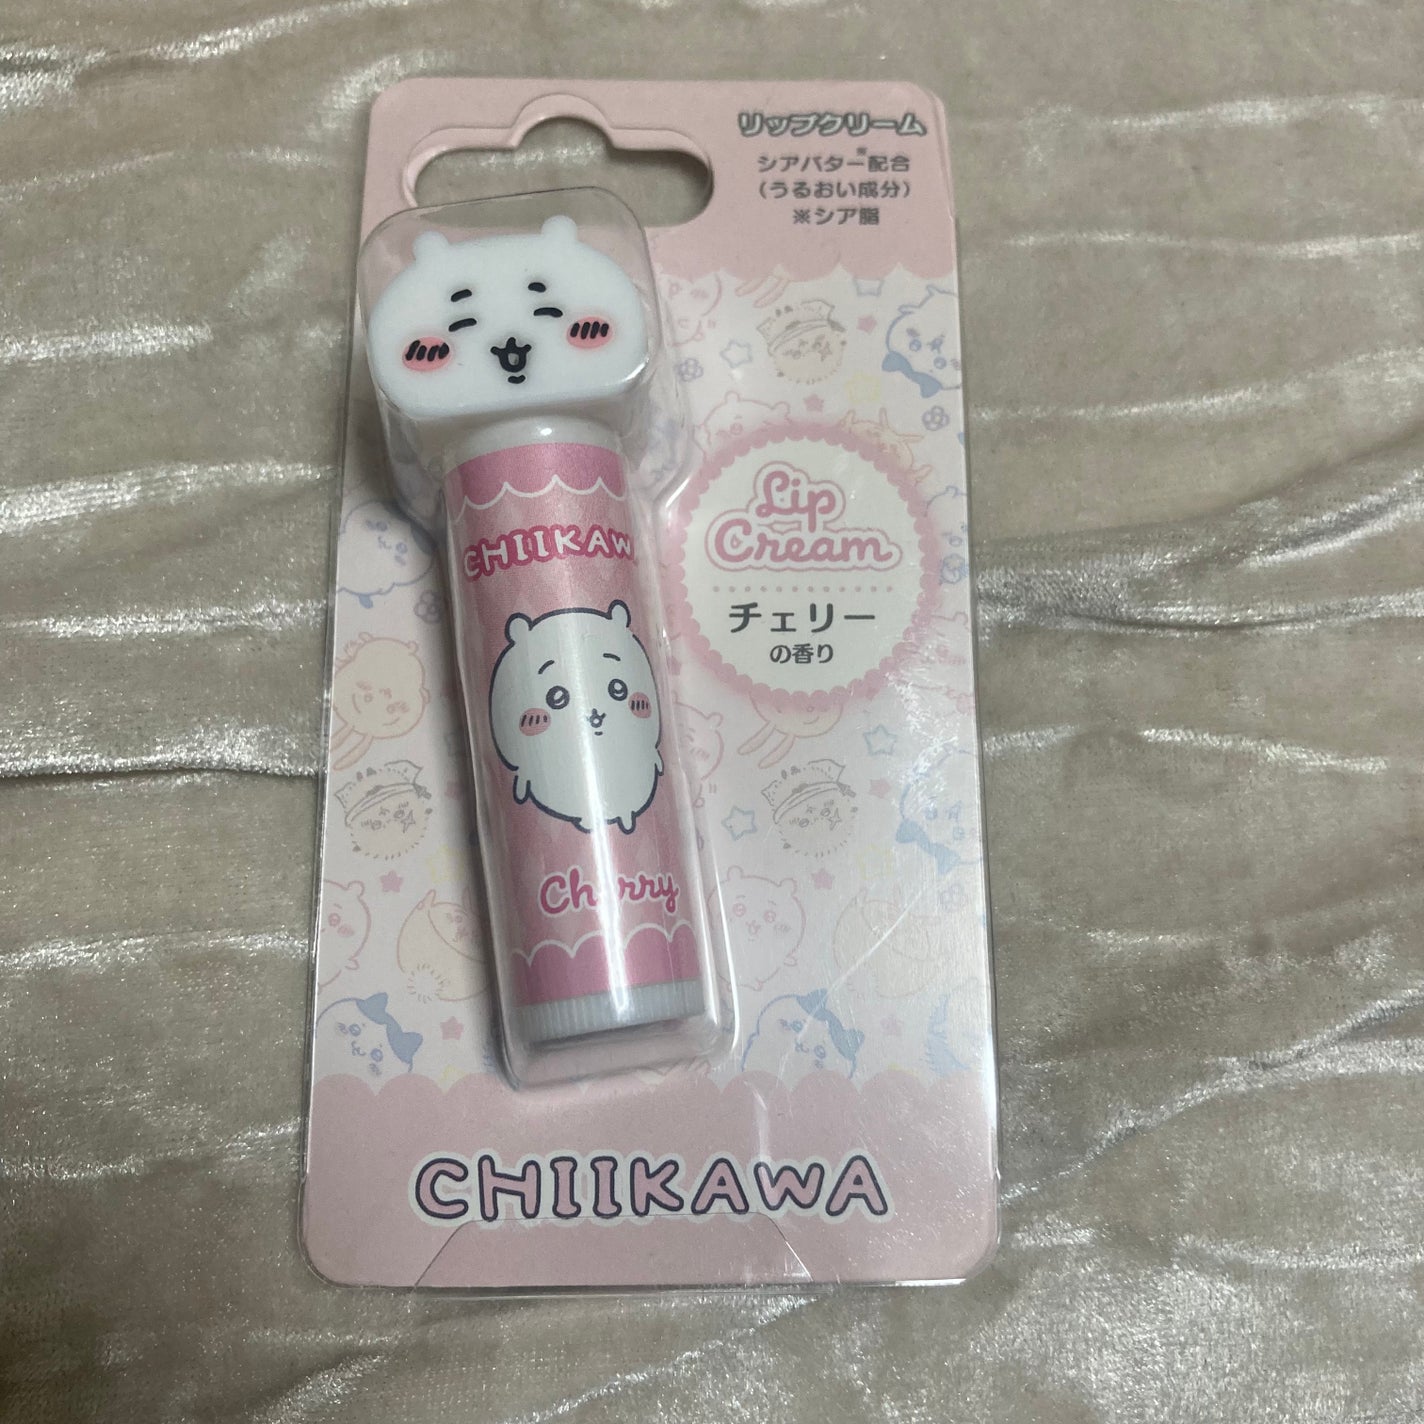 リップクリーム
シアバター※配合
（うるおい成分）
※シア脂
CHIIKAW
Lip
Cream
チェリー
の香り
Cherry
CHIIKAWA